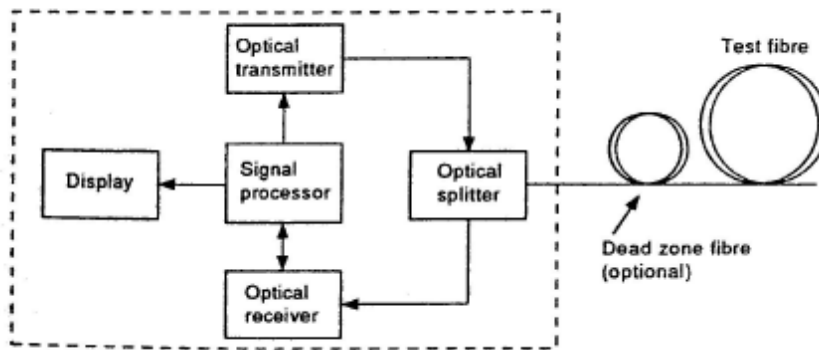 Optical
transmitter
Test fibre
Display
Signal
processor
Optical
splitter
Dead zone fibre
(optional)
Optical
receiver